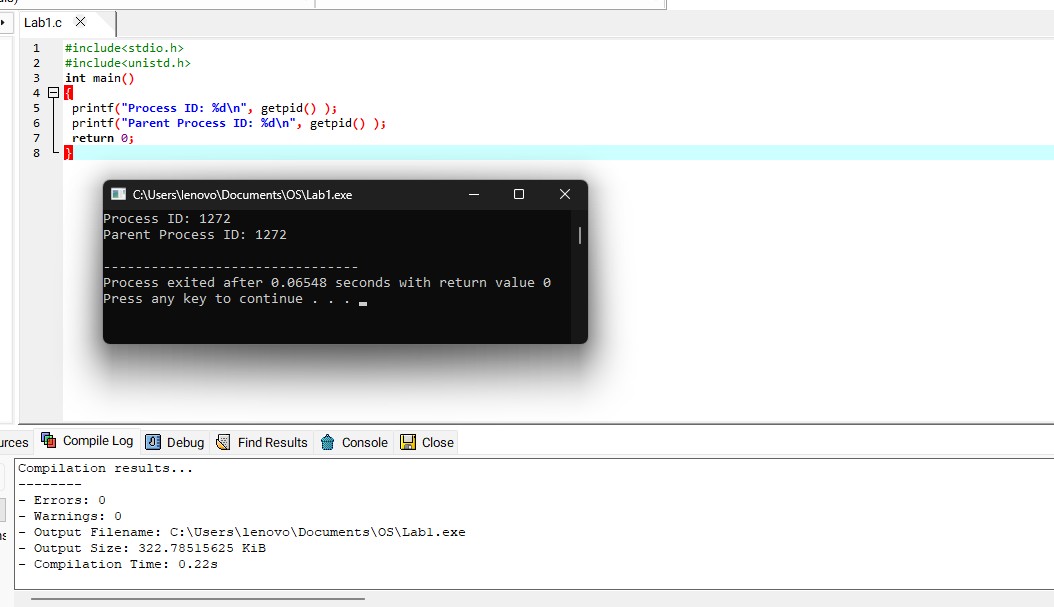 Lab1.c
1 #include<stdio.h>
2 #include<unistd.h>
3 int main()
4 {
5 printf("Process ID: %d\n", getpid() );
6 printf("Parent Process ID: %d\n", getpid() );
7 return 0;
8 }
C:\Users\lenovo\Documents\OS\Lab1.exe
Process ID: 1272
Parent Process ID: 1272
--------------------------------
Process exited after 0.06548 seconds with return value 0
Press any key to continue . . .
urces Compile Log Debug Find Results Console Close
Compilation results...
--------
- Errors: 0
- Warnings: 0
- Output Filename: C:\Users\lenovo\Documents\OS\Lab1.exe
- Output Size: 322.78515625 KiB
- Compilation Time: 0.22s